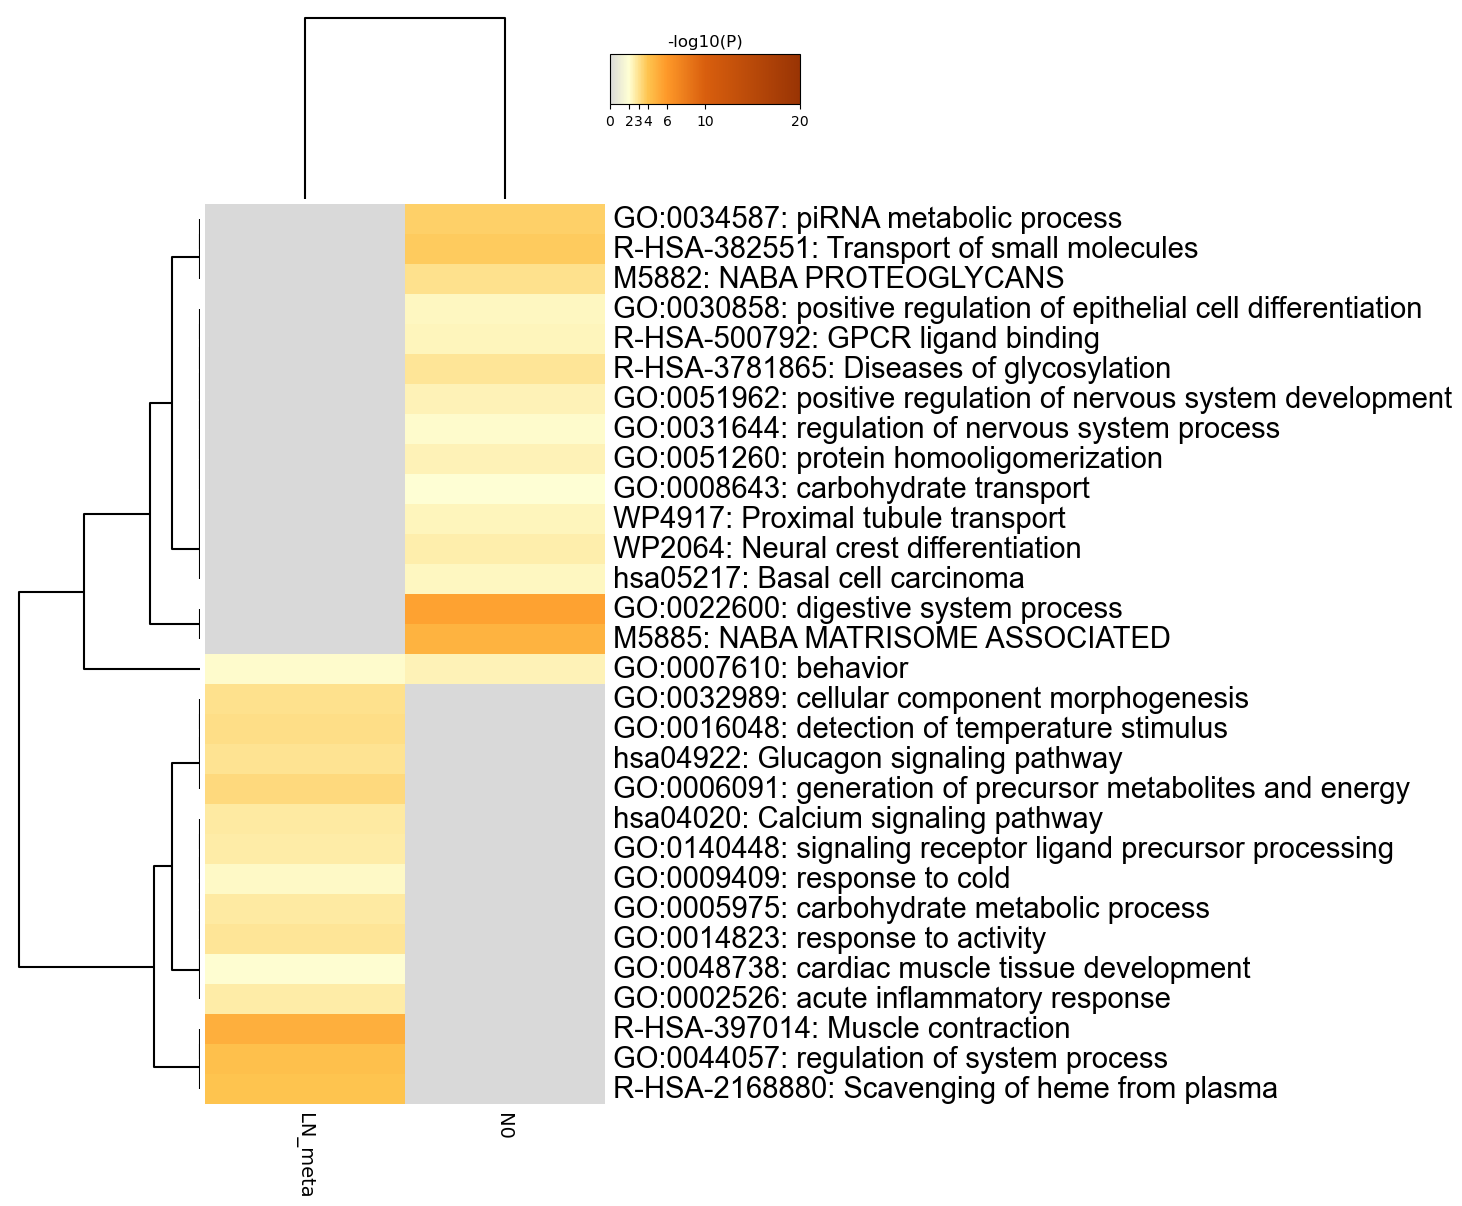 -log10(P)
0 2 3 4 6 10 20
GO:0034587: piRNA metabolic process
R-HSA-382551: Transport of small molecules
M5882: NABA PROTEOGLYCANS
GO:0030858: positive regulation of epithelial cell differentiation
R-HSA-500792: GPCR ligand binding
R-HSA-3781865: Diseases of glycosylation
GO:0051962: positive regulation of nervous system development
GO:0031644: regulation of nervous system process
GO:0051260: protein homooligomerization
GO:0008643: carbohydrate transport
WP4917: Proximal tubule transport
WP2064: Neural crest differentiation
hsa05217: Basal cell carcinoma
GO:0022600: digestive system process
M5885: NABA MATRISOME ASSOCIATED
GO:0007610: behavior
GO:0032989: cellular component morphogenesis
GO:0016048: detection of temperature stimulus
hsa04922: Glucagon signaling pathway
GO:0006091: generation of precursor metabolites and energy
hsa04020: Calcium signaling pathway
GO:0140448: signaling receptor ligand precursor processing
GO:0009409: response to cold
GO:0005975: carbohydrate metabolic process
GO:0014823: response to activity
GO:0048738: cardiac muscle tissue development
GO:0002526: acute inflammatory response
R-HSA-397014: Muscle contraction
GO:0044057: regulation of system process
R-HSA-2168880: Scavenging of heme from plasma
LN_meta
N0